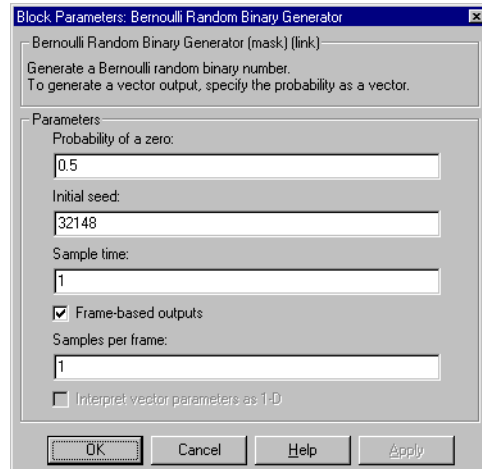 Block Parameters: Bernoulli Random Binary Generator
Bernoulli Random Binary Generator (mask) (link)
Generate a Bernoulli random binary number.
To generate a vector output, specify the probability as a vector.
Parameters
Probability of a zero:
0.5
Initial seed:
32148
Sample time:
1
Frame-based outputs
Samples per frame:
1
Interpret vector parameters as 1-D
OK Cancel Help Apply